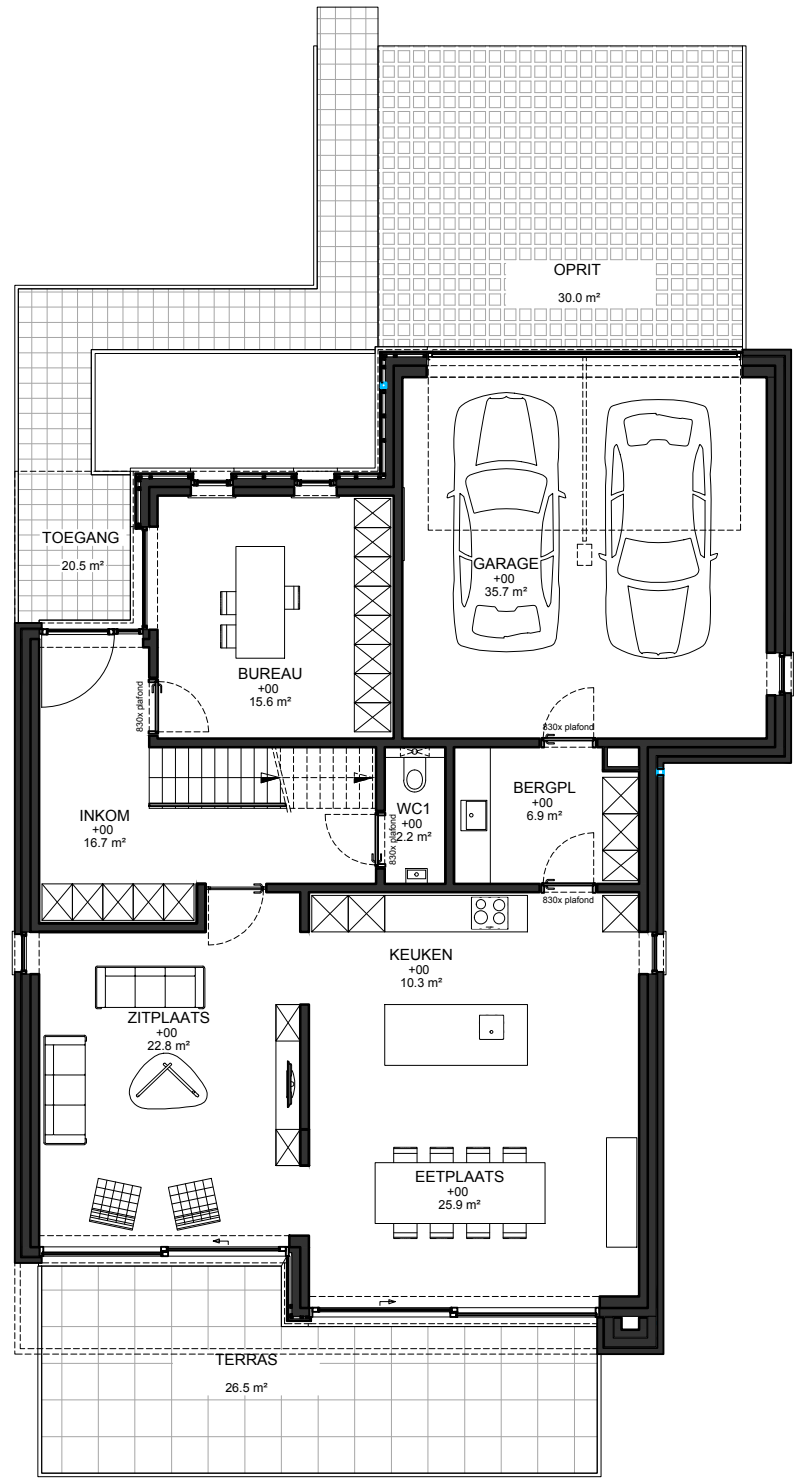 OPRIT
30.0 m²
TOEGANG
20.5 m²
GARAGE
+00
35.7 m²
BUREAU
+00
15.6 m²
830x plafond
830x plafond
BERGPL
+00
6.9 m²
INKOM
+00
16.7 m²
WC1
+00
2.2 m²
830x plafond
830x plafond
KEUKEN
+00
10.3 m²
ZITPLAATS
+00
22.8 m²
EETPLAATS
+00
25.9 m²
TERRAS
26.5 m²